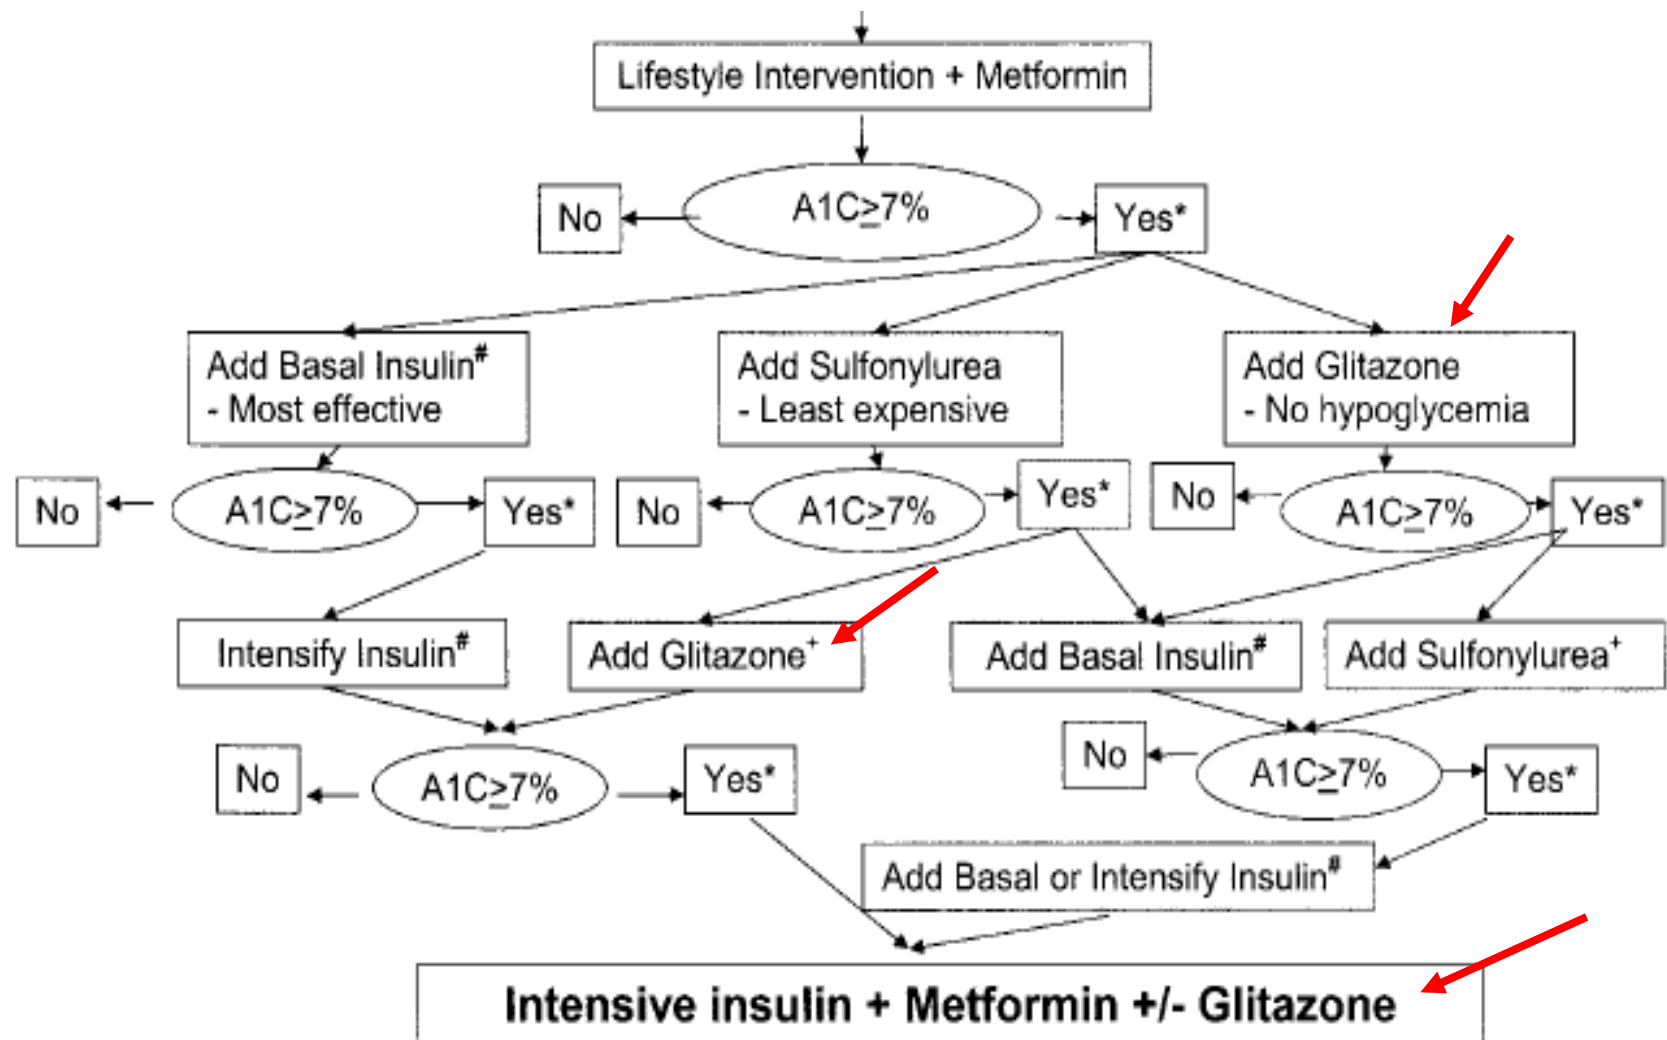 Lifestyle Intervention + Metformin
No
A1C≥7%
Yes*
Add Basal Insulin#
- Most effective
Add Sulfonylurea
- Least expensive
Add Glitazone
- No hypoglycemia
No
A1C≥7%
Yes*
No
A1C≥7%
Yes*
No
A1C≥7%
Yes*
Intensify Insulin#
Add Glitazone+
Add Basal Insulin#
Add Sulfonylurea+
No
A1C≥7%
Yes*
No
A1C≥7%
Yes*
Add Basal or Intensify Insulin#
Intensive insulin + Metformin +/- Glitazone